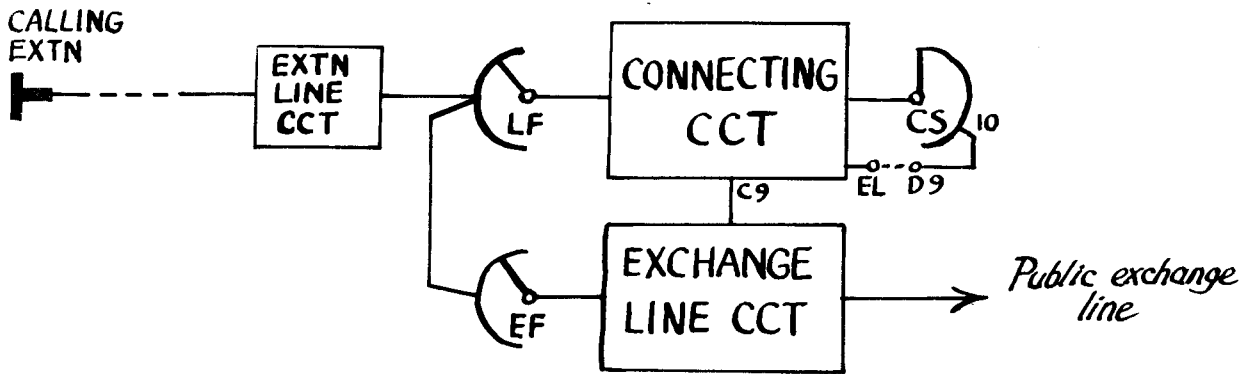 CALLING
EXTN
EXTN
LINE
CCT
LF
CONNECTING
CCT
CS
10
EL
D9
C9
EF
EXCHANGE
LINE CCT
Public exchange
line